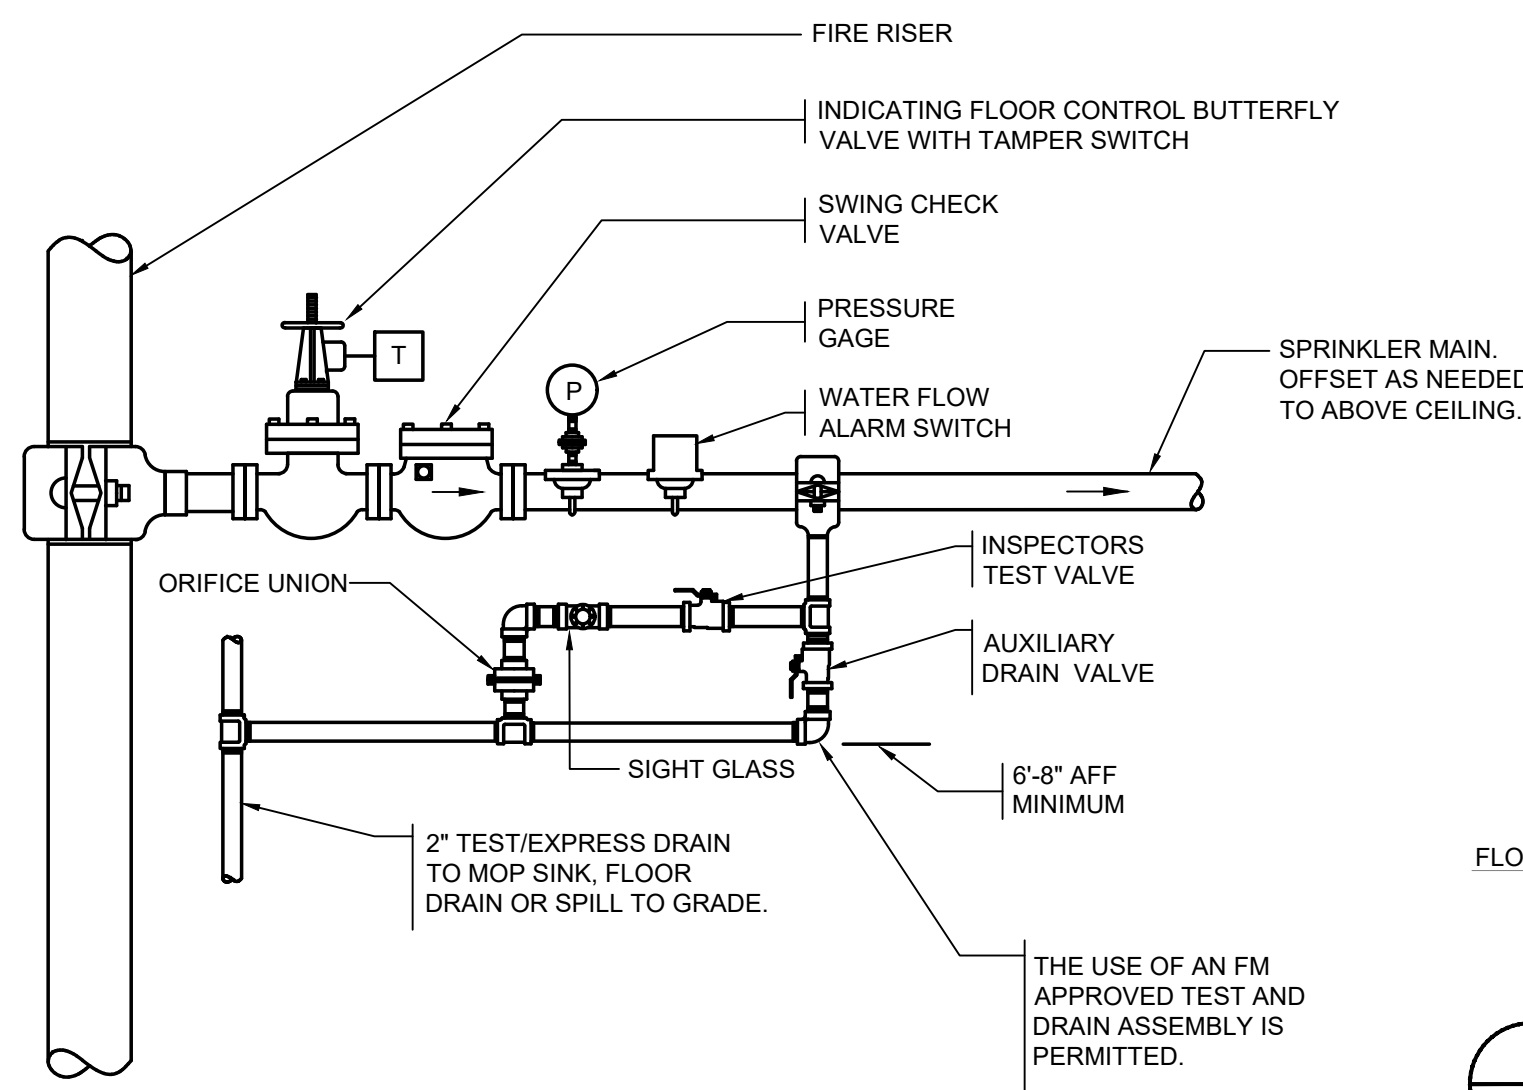 FIRE RISER
INDICATING FLOOR CONTROL BUTTERFLY
VALVE WITH TAMPER SWITCH
SWING CHECK
VALVE
PRESSURE
GAGE
WATER FLOW
ALARM SWITCH
SPRINKLER MAIN.
OFFSET AS NEEDED
TO ABOVE CEILING.
T
P
INSPECTORS
TEST VALVE
ORIFICE UNION
AUXILIARY
DRAIN VALVE
SIGHT GLASS
6'-8" AFF
MINIMUM
2" TEST/EXPRESS DRAIN
TO MOP SINK, FLOOR
DRAIN OR SPILL TO GRADE.
FLO
THE USE OF AN FM
APPROVED TEST AND
DRAIN ASSEMBLY IS
PERMITTED.